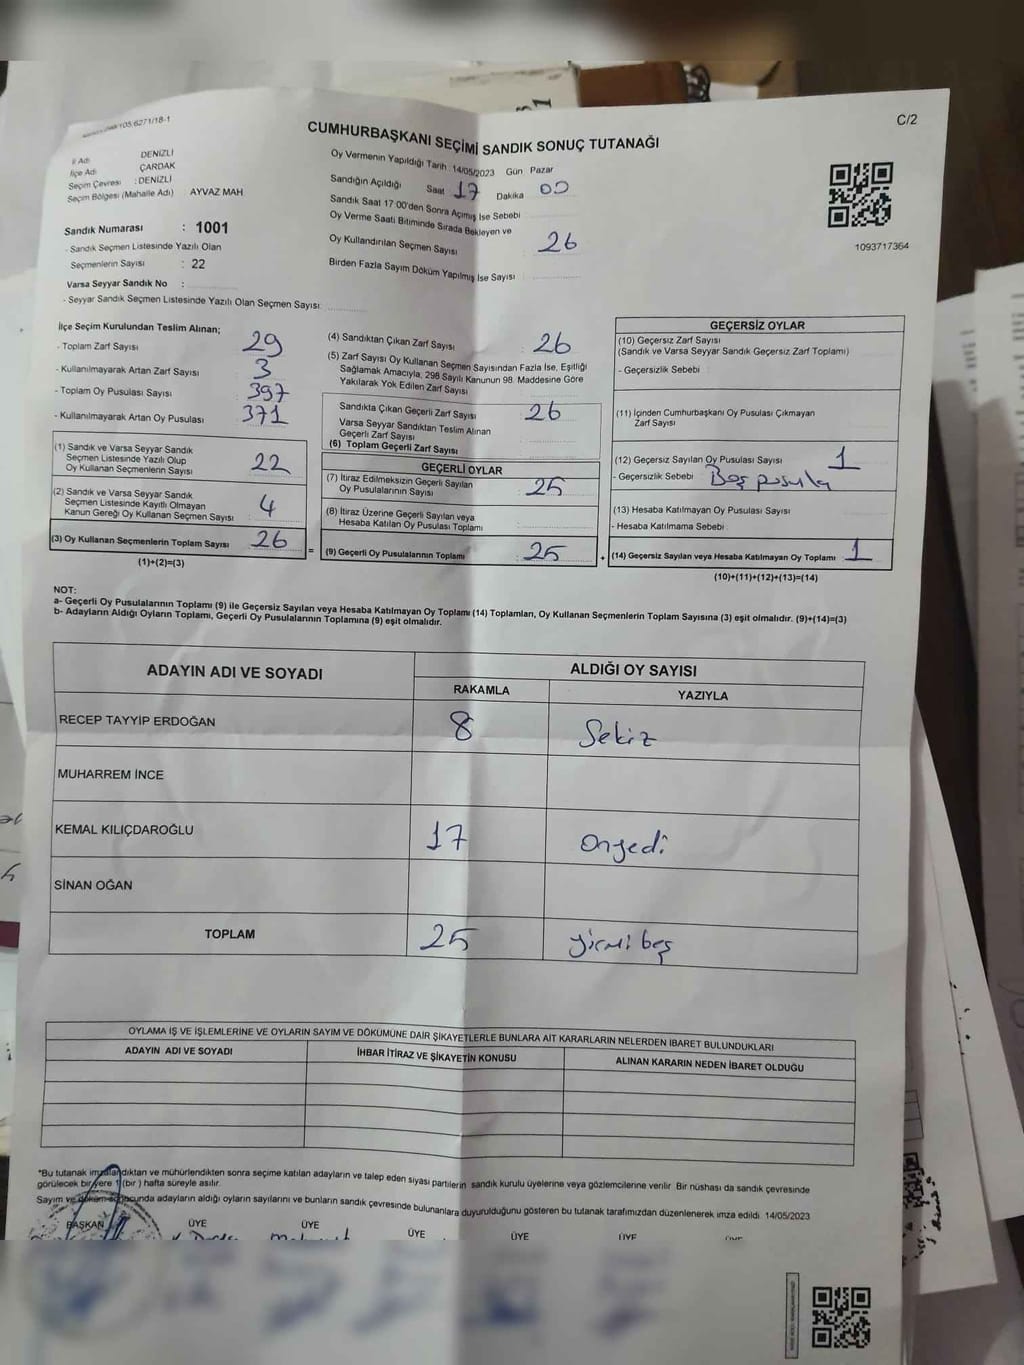 C/2
CUMHURBAŞKANI SEÇİMİ SANDIK SONUÇ TUTANAĞI
İl Adı DENİZLİ
İlçe Adı ÇARDAK
Seçim Çevresi : DENİZLİ
Seçim Bölgesi (Mahalle Adı) : AYVAZ MAH
Sandık Numarası : 1001
- Sandık Seçmen Listesinde Yazılı Olan
Seçmenlerin Sayısı : 22
Varsa Seyyar Sandık No :
- Seyyar Sandık Seçmen Listesinde Yazılı Olan Seçmen Sayısı:
Oy Vermenin Yapıldığı Tarih : 14/05/2023 Gün Pazar
Sandığın Açıldığı Saat 17 Dakika 00
Sandık Saat 17:00'den Sonra Açılmış İse Sebebi
Oy Verme Saati Bitiminde Sırada Bekleyen ve
Oy Kullandırılan Seçmen Sayısı 26
Birden Fazla Sayım Döküm Yapılmış İse Sayısı
1093717364
İlçe Seçim Kurulundan Teslim Alınan;
- Toplam Zarf Sayısı 29
- Kullanılmayarak Artan Zarf Sayısı 3
- Toplam Oy Pusulası Sayısı 397
- Kullanılmayarak Artan Oy Pusulası 371
(1) Sandık ve Varsa Seyyar Sandık
Seçmen Listesinde Yazılı Olup
Oy Kullanan Seçmenlerin Sayısı 22
(2) Sandık ve Varsa Seyyar Sandık
Seçmen Listesinde Kayıtlı Olmayan
Kanun Gereği Oy Kullanan Seçmen Sayısı 4
(3) Oy Kullanan Seçmenlerin Toplam Sayısı 26
(1)+(2)=(3)
=
(4) Sandıktan Çıkan Zarf Sayısı 26
(5) Zarf Sayısı Oy Kullanan Seçmen Sayısından Fazla İse, Eşitliği
Sağlamak Amacıyla, 298 Sayılı Kanunun 98. Maddesine Göre
Yakılarak Yok Edilen Zarf Sayısı
Sandıkta Çıkan Geçerli Zarf Sayısı 26
Varsa Seyyar Sandıktan Teslim Alınan
Geçerli Zarf Sayısı
(6) Toplam Geçerli Zarf Sayısı
GEÇERLİ OYLAR
(7) İtiraz Edilmeksizin Geçerli Sayılan
Oy Pusulalarının Sayısı 25
(8) İtiraz Üzerine Geçerli Sayılan veya
Hesaba Katılan Oy Pusulası Toplamı
(9) Geçerli Oy Pusulalarının Toplamı 25
+
GEÇERSİZ OYLAR
(10) Geçersiz Zarf Sayısı
(Sandık ve Varsa Seyyar Sandık Geçersiz Zarf Toplamı)
- Geçersizlik Sebebi
(11) İçinden Cumhurbaşkanı Oy Pusulası Çıkmayan
Zarf Sayısı
(12) Geçersiz Sayılan Oy Pusulası Sayısı 1
- Geçersizlik Sebebi Boş pusula
(13) Hesaba Katılmayan Oy Pusulası Sayısı
- Hesaba Katılmama Sebebi
(14) Geçersiz Sayılan veya Hesaba Katılmayan Oy Toplamı 1
(10)+(11)+(12)+(13)=(14)
NOT:
a- Geçerli Oy Pusulalarının Toplamı (9) ile Geçersiz Sayılan veya Hesaba Katılmayan Oy Toplamı (14) Toplamları, Oy Kullanan Seçmenlerin Toplam Sayısına (3) eşit olmalıdır. (9)+(14)=(3)
b- Adayların Aldığı Oyların Toplamı, Geçerli Oy Pusulalarının Toplamına (9) eşit olmalıdır.
ADAYIN ADI VE SOYADI ALDIĞI OY SAYISI
RAKAMLA YAZIYLA
RECEP TAYYİP ERDOĞAN 8 Sekiz
MUHARREM İNCE
KEMAL KILIÇDAROĞLU 17 Onyedi
SİNAN OĞAN
TOPLAM 25 yirmi beş
OYLAMA İŞ VE İŞLEMLERİNE VE OYLARIN SAYIM VE DÖKÜMÜNE DAİR ŞİKAYETLERLE BUNLARA AİT KARARLARIN NELERDEN İBARET BULUNDUKLARI
ADAYIN ADI VE SOYADI İHBAR İTİRAZ VE ŞİKAYETİN KONUSU ALINAN KARARIN NEDEN İBARET OLDUĞU
*Bu tutanak imzalandıktan ve mühürlendikten sonra seçime katılan adayların ve talep eden siyasi partilerin sandık kurulu üyelerine veya gözlemcilerine verilir. Bir nüshası da sandık çevresinde
görülecek bir yere 1 (bir) hafta süreyle asılır.
Sayım ve döküm sonucunda adayların aldığı oyların sayılarını ve bunların sandık çevresinde bulunanlara duyurulduğunu gösteren bu tutanak tarafımızdan düzenlenerek imza edildi. 14/05/2023
BAŞKAN ÜYE ÜYE ÜYE ÜYE ÜYE